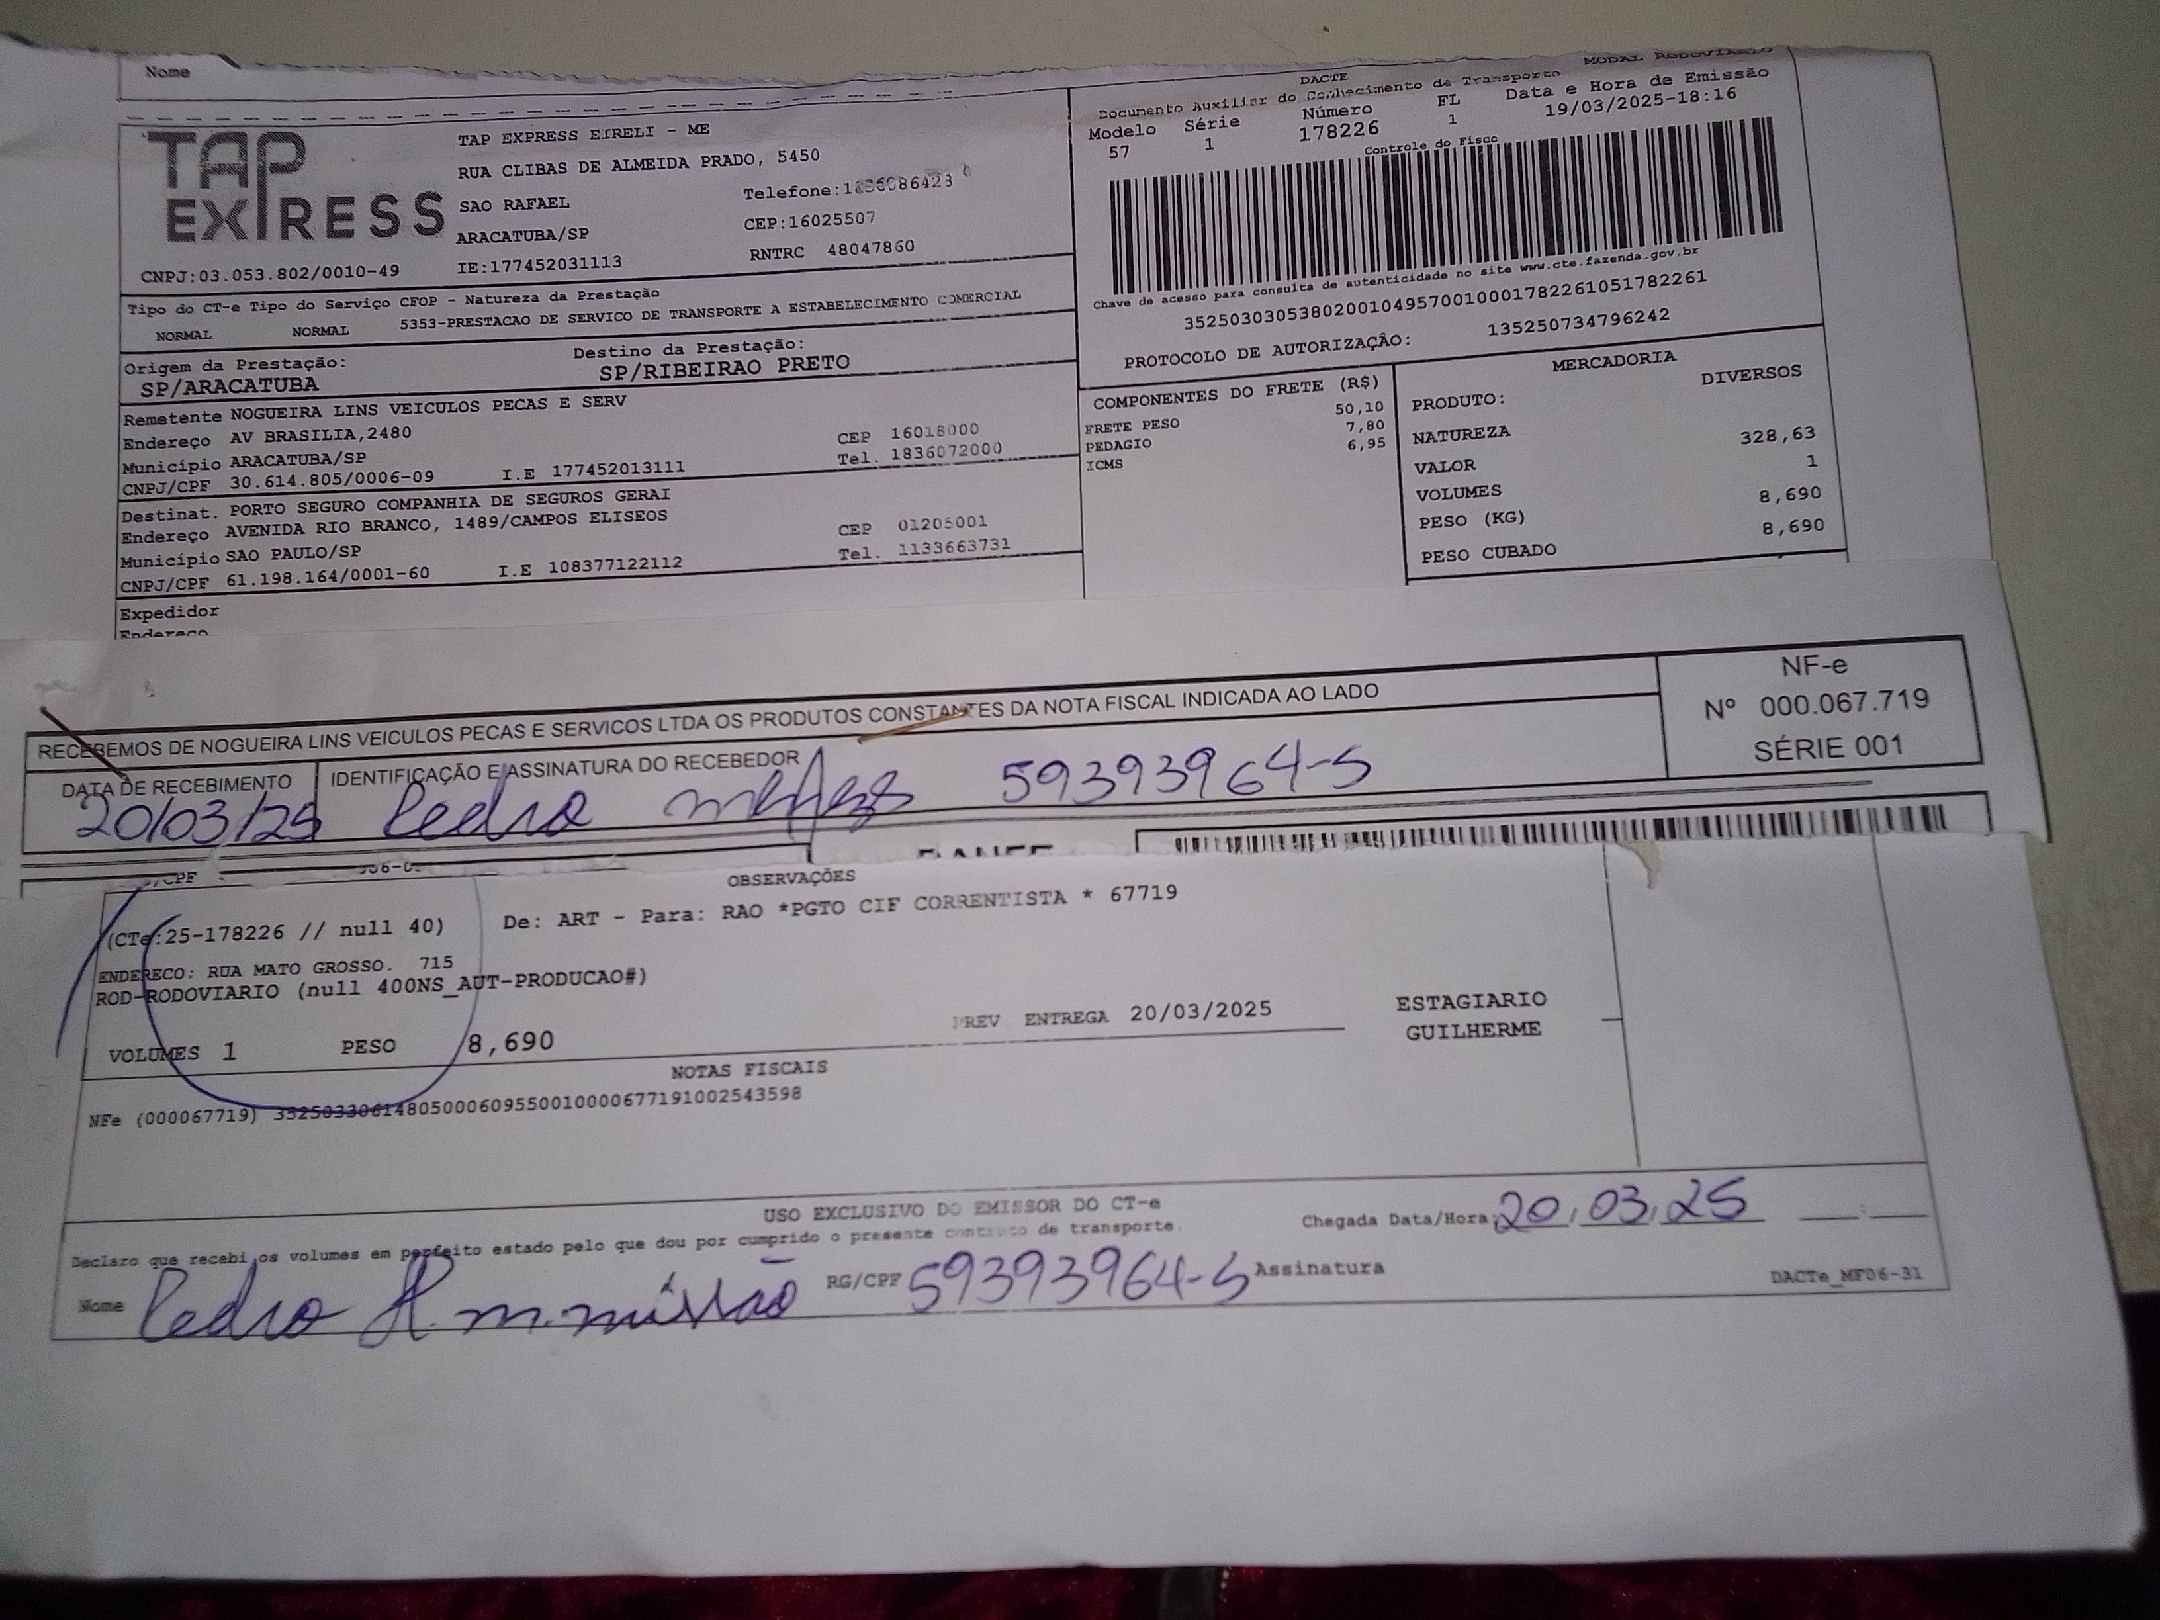 Nome
DACTE
MODAL RODOVIARIO
Documento Auxiliar do Conhecimento de Transporte
Modelo Série Número FL Data e Hora de Emissão
57 1 178226 1 19/03/2025-18:16
Controle do Fisco
TAP EXPRESS
TAP EXPRESS EIRELI - ME
RUA CLIBAS DE ALMEIDA PRADO, 5450
SAO RAFAEL
ARACATUBA/SP CEP:16025507
CNPJ:03.053.802/0010-49 IE:177452031113 RNTRC 48047860
Chave de acesso para consulta de autenticidade no site www.cte.fazenda.gov.br
35250303053802001049570010001782261051782261
PROTOCOLO DE AUTORIZAÇÂO: 135250734796242
Tipo do CT-e Tipo do Serviço CFOP - Natureza da Prestação
NORMAL NORMAL 5353-PRESTACAO DE SERVICO DE TRANSPORTE A ESTABELECIMENTO COMERCIAL
Origem da Prestação: Destino da Prestação:
SP/ARACATUBA SP/RIBEIRAO PRETO
Remetente NOGUEIRA LINS VEICULOS PECAS E SERV
Endereço AV BRASILIA,2480 CEP 16018000
Município ARACATUBA/SP Tel. 1836072000
CNPJ/CPF 30.614.805/0006-09 I.E 177452013111
Destinat. PORTO SEGURO COMPANHIA DE SEGUROS GERAI
Endereço AVENIDA RIO BRANCO, 1489/CAMPOS ELISEOS CEP 01205001
Município SAO PAULO/SP Tel. 1133663731
CNPJ/CPF 61.198.164/0001-60 I.E 108377122112
Expedidor
Endereço
COMPONENTES DO FRETE (R$)
FRETE PESO 50,10
PEDAGIO 7,80
ICMS 6,95
MERCADORIA
PRODUTO: DIVERSOS
NATUREZA
VALOR 328,63
VOLUMES 1
PESO (KG) 8,690
PESO CUBADO 8,690
RECEBEMOS DE NOGUEIRA LINS VEICULOS PECAS E SERVICOS LTDA OS PRODUTOS CONSTANTES DA NOTA FISCAL INDICADA AO LADO
NF-e
Nº 000.067.719
SÉRIE 001
DATA DE RECEBIMENTO IDENTIFICAÇÃO E ASSINATURA DO RECEBEDOR
20/03/25 Pedro 59393964-5
DANFE
/CPF
OBSERVAÇÕES
(CTe:25-178226 // null 40) De: ART - Para: RAO *PGTO CIF CORRENTISTA * 67719
ENDERECO: RUA MATO GROSSO. 715
ROD-RODOVIARIO (null 400NS_AUT-PRODUCAO#)
VOLUMES 1 PESO 8,690 PREV ENTREGA 20/03/2025 ESTAGIARIO
GUILHERME
NOTAS FISCAIS
NFe (000067719) 35250330614805000609550010000677191002543598
USO EXCLUSIVO DO EMISSOR DO CT-e
Declaro que recebi os volumes em perfeito estado pelo que dou por cumprido o presente contrato de transporte.
Chegada Data/Hora: 20/03/25 __:__
Nome Pedro H. m. missão RG/CPF 59393964-5 Assinatura
DACTe_MF06-31